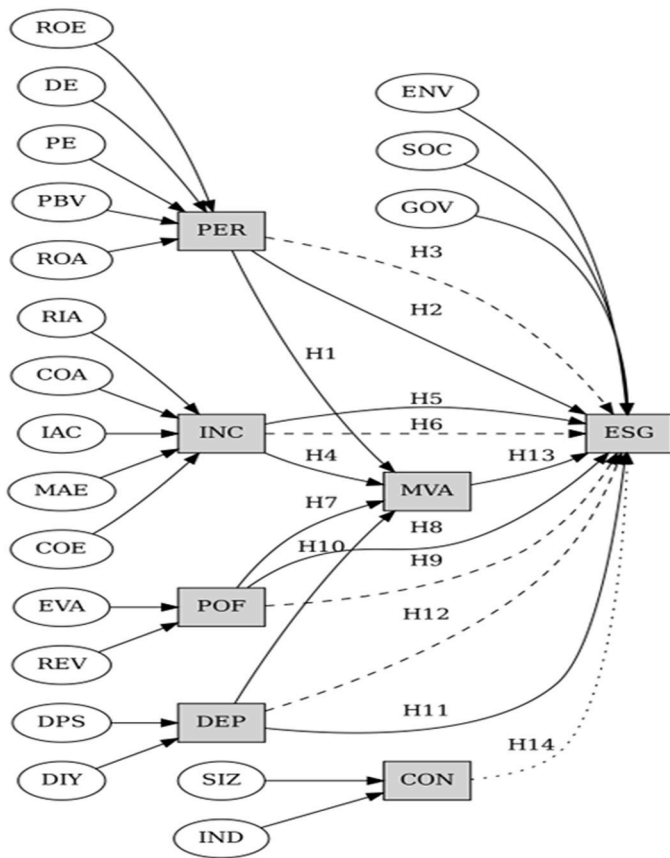 ROE
DE
ENV
PE
SOC
PBV
GOV
PER
ROA
H3
RIA
H2
H1
COA
H5
IAC
INC
H6
ESG
H4
H13
MAE
MVA
H7
COE
H10
H8
H9
EVA
POF
H12
REV
DPS
DEP
H11
H14
DIY
SIZ
CON
IND